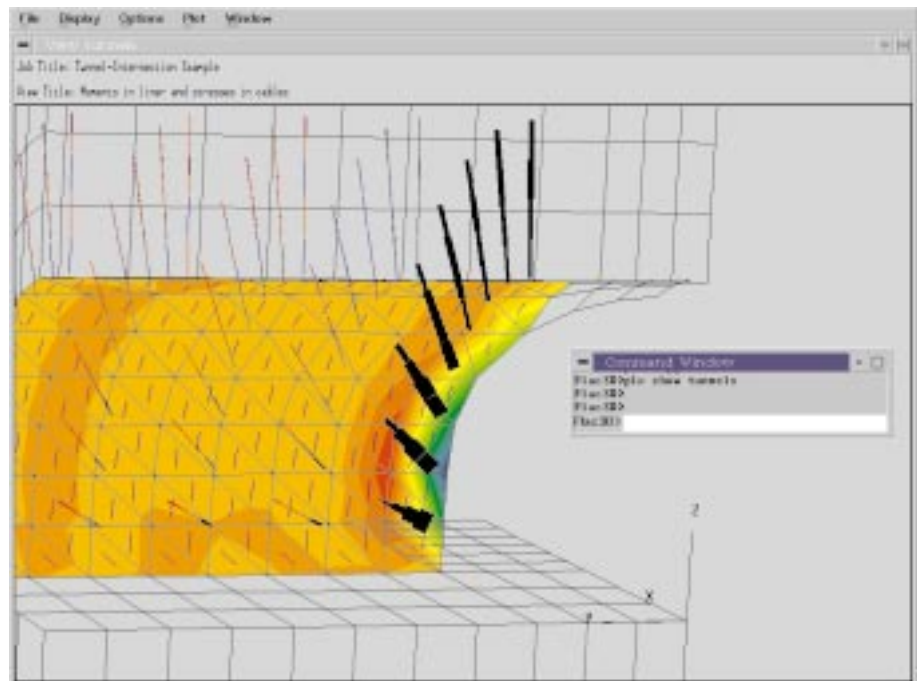 File Display Options Plot Window
Job Title: Tunnel-Intersection Example
View Title: Moments in liner and stresses in cables
Command Window
Flac3D>plo show tunnels
Flac3D>
Flac3D>
Flac3D>
Z
X